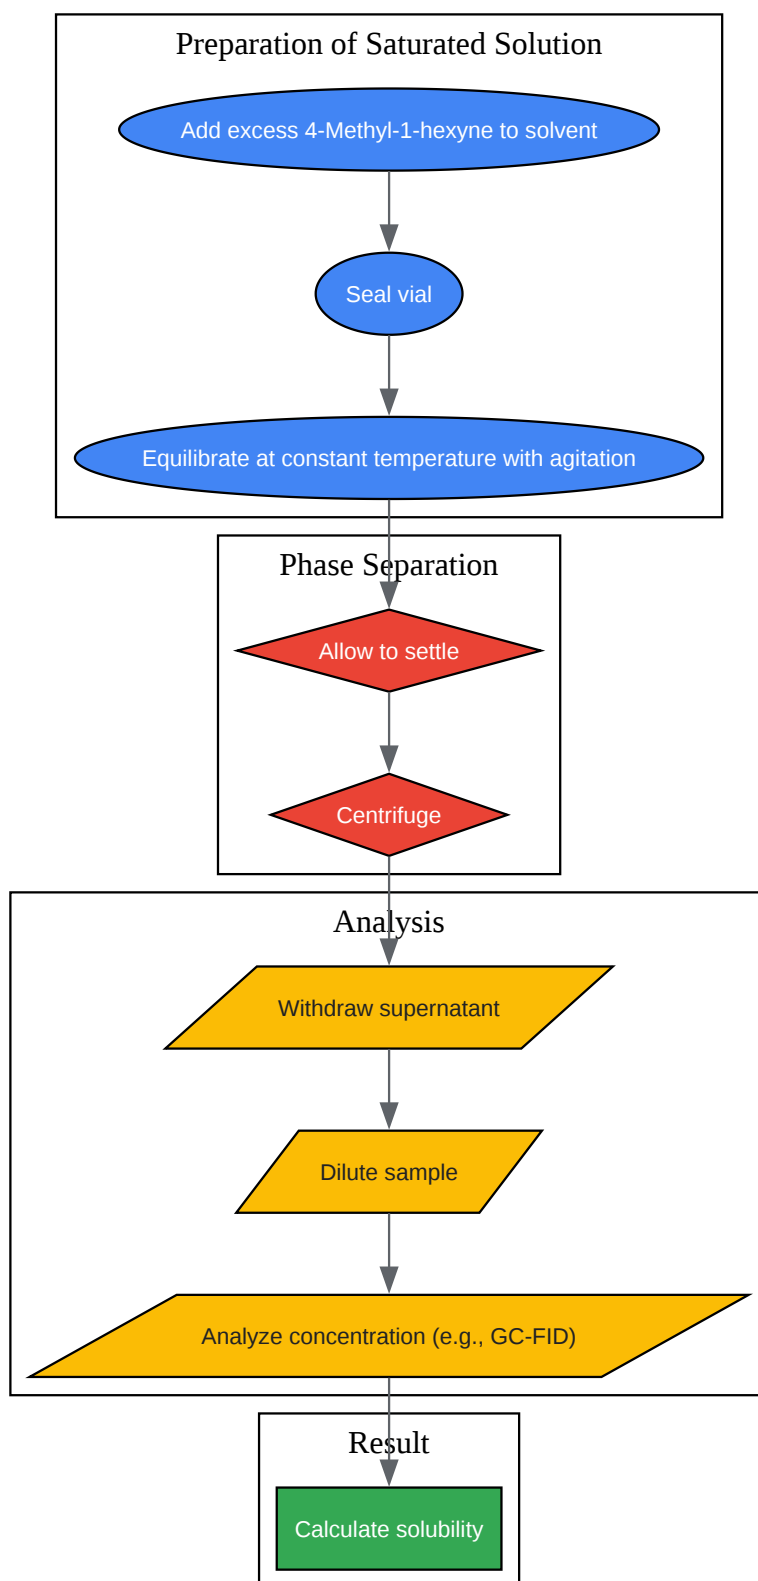 Preparation of Saturated Solution
Add excess 4-Methyl-1-hexyne to solvent
Seal vial
Equilibrate at constant temperature with agitation
Phase Separation
Allow to settle
Centrifuge
Analysis
Withdraw supernatant
Dilute sample
Analyze concentration (e.g., GC-FID)
Result
Calculate solubility